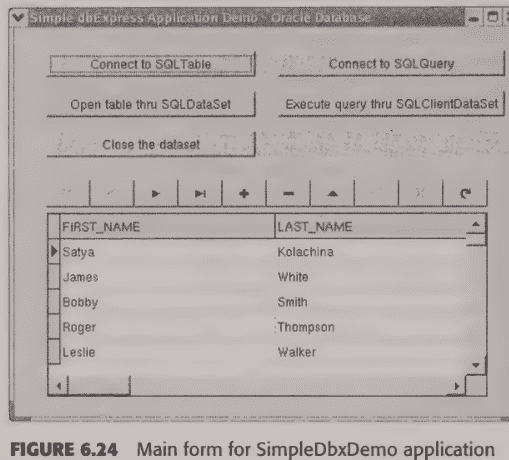 Simple dbExpress Application Demo - Oracle Database
Connect to SQLTable
Connect to SQLQuery
Open table thru SQLDataSet
Execute query thru SQLClientDataSet
Close the dataset
FIRST_NAME LAST_NAME
Satya Kolachina
James White
Bobby Smith
Roger Thompson
Leslie Walker
FIGURE 6.24 Main form for SimpleDbxDemo application